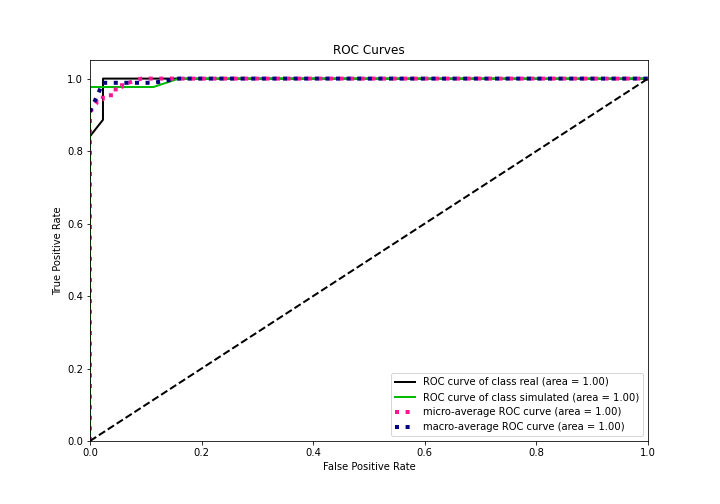 ROC Curves
1.0
0.8
0.6
0.4
0.2
0.0
True Positive Rate
0.0 0.2 0.4 0.6 0.8 1.0
False Positive Rate
ROC curve of class real (area = 1.00)
ROC curve of class simulated (area = 1.00)
micro-average ROC curve (area = 1.00)
macro-average ROC curve (area = 1.00)